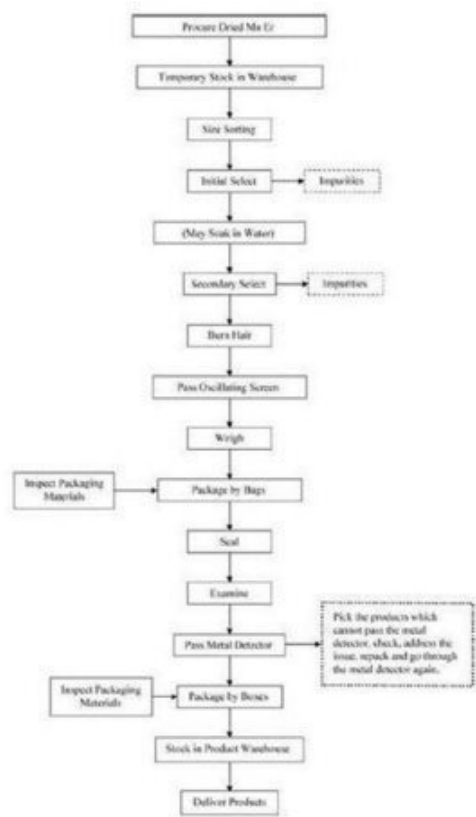 Procure Dried Mu Er
Temporary Stock in Warehouse
Size Sorting
Initial Select
Impurities
(May Soak in Water)
Secondary Select
Impurities
Burn Hair
Pass Oscillating Screen
Weigh
Inspect Packaging
Materials
Package by Bags
Seal
Examine
Pass Metal Detector
Pick the products which
cannot pass the metal
detector, check, address the
issue, repack and go through
the metal detector again.
Inspect Packaging
Materials
Package by Boxes
Stock in Product Warehouse
Deliver Products